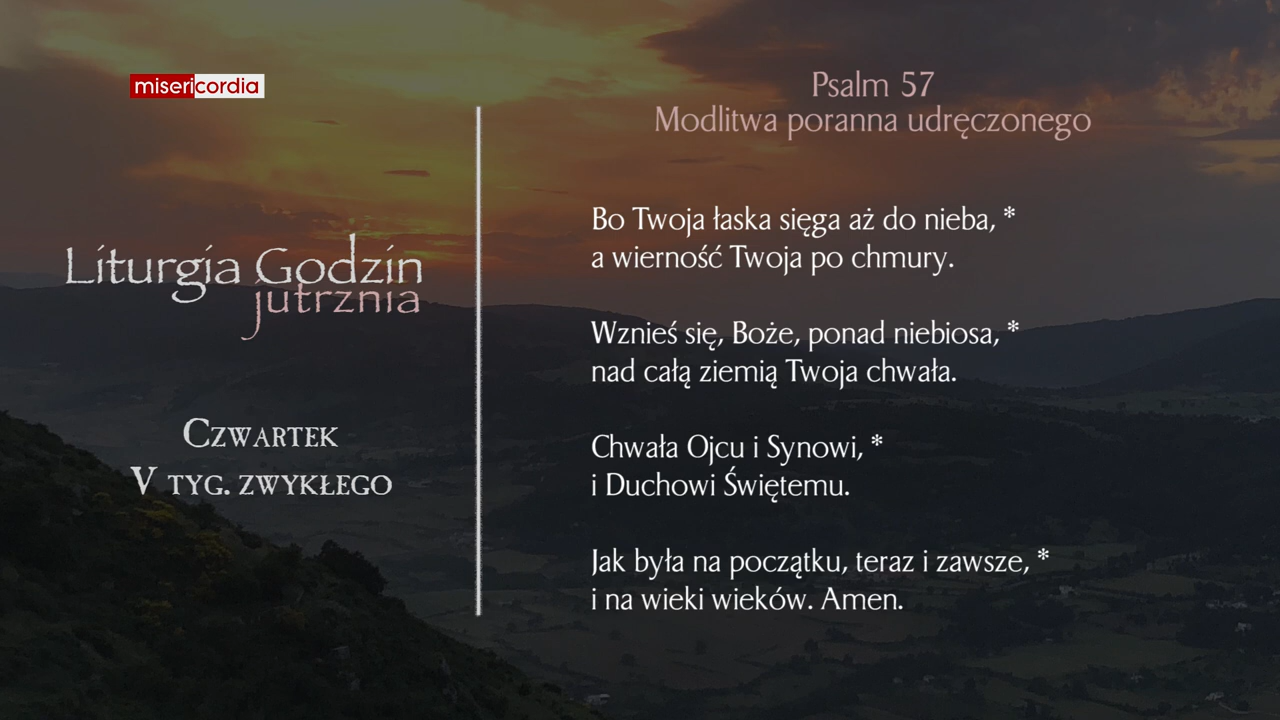 misericordia
Liturgia Godzin
jutrznia
Czwartek
V tyg. zwykłego
Psalm 57
Modlitwa poranna udręczonego
Bo Twoja łaska sięga aż do nieba, *
a wierność Twoja po chmury.
Wznieś się, Boże, ponad niebiosa, *
nad całą ziemią Twoja chwała.
Chwała Ojcu i Synowi, *
i Duchowi Świętemu.
Jak była na początku, teraz i zawsze, *
i na wieki wieków. Amen.